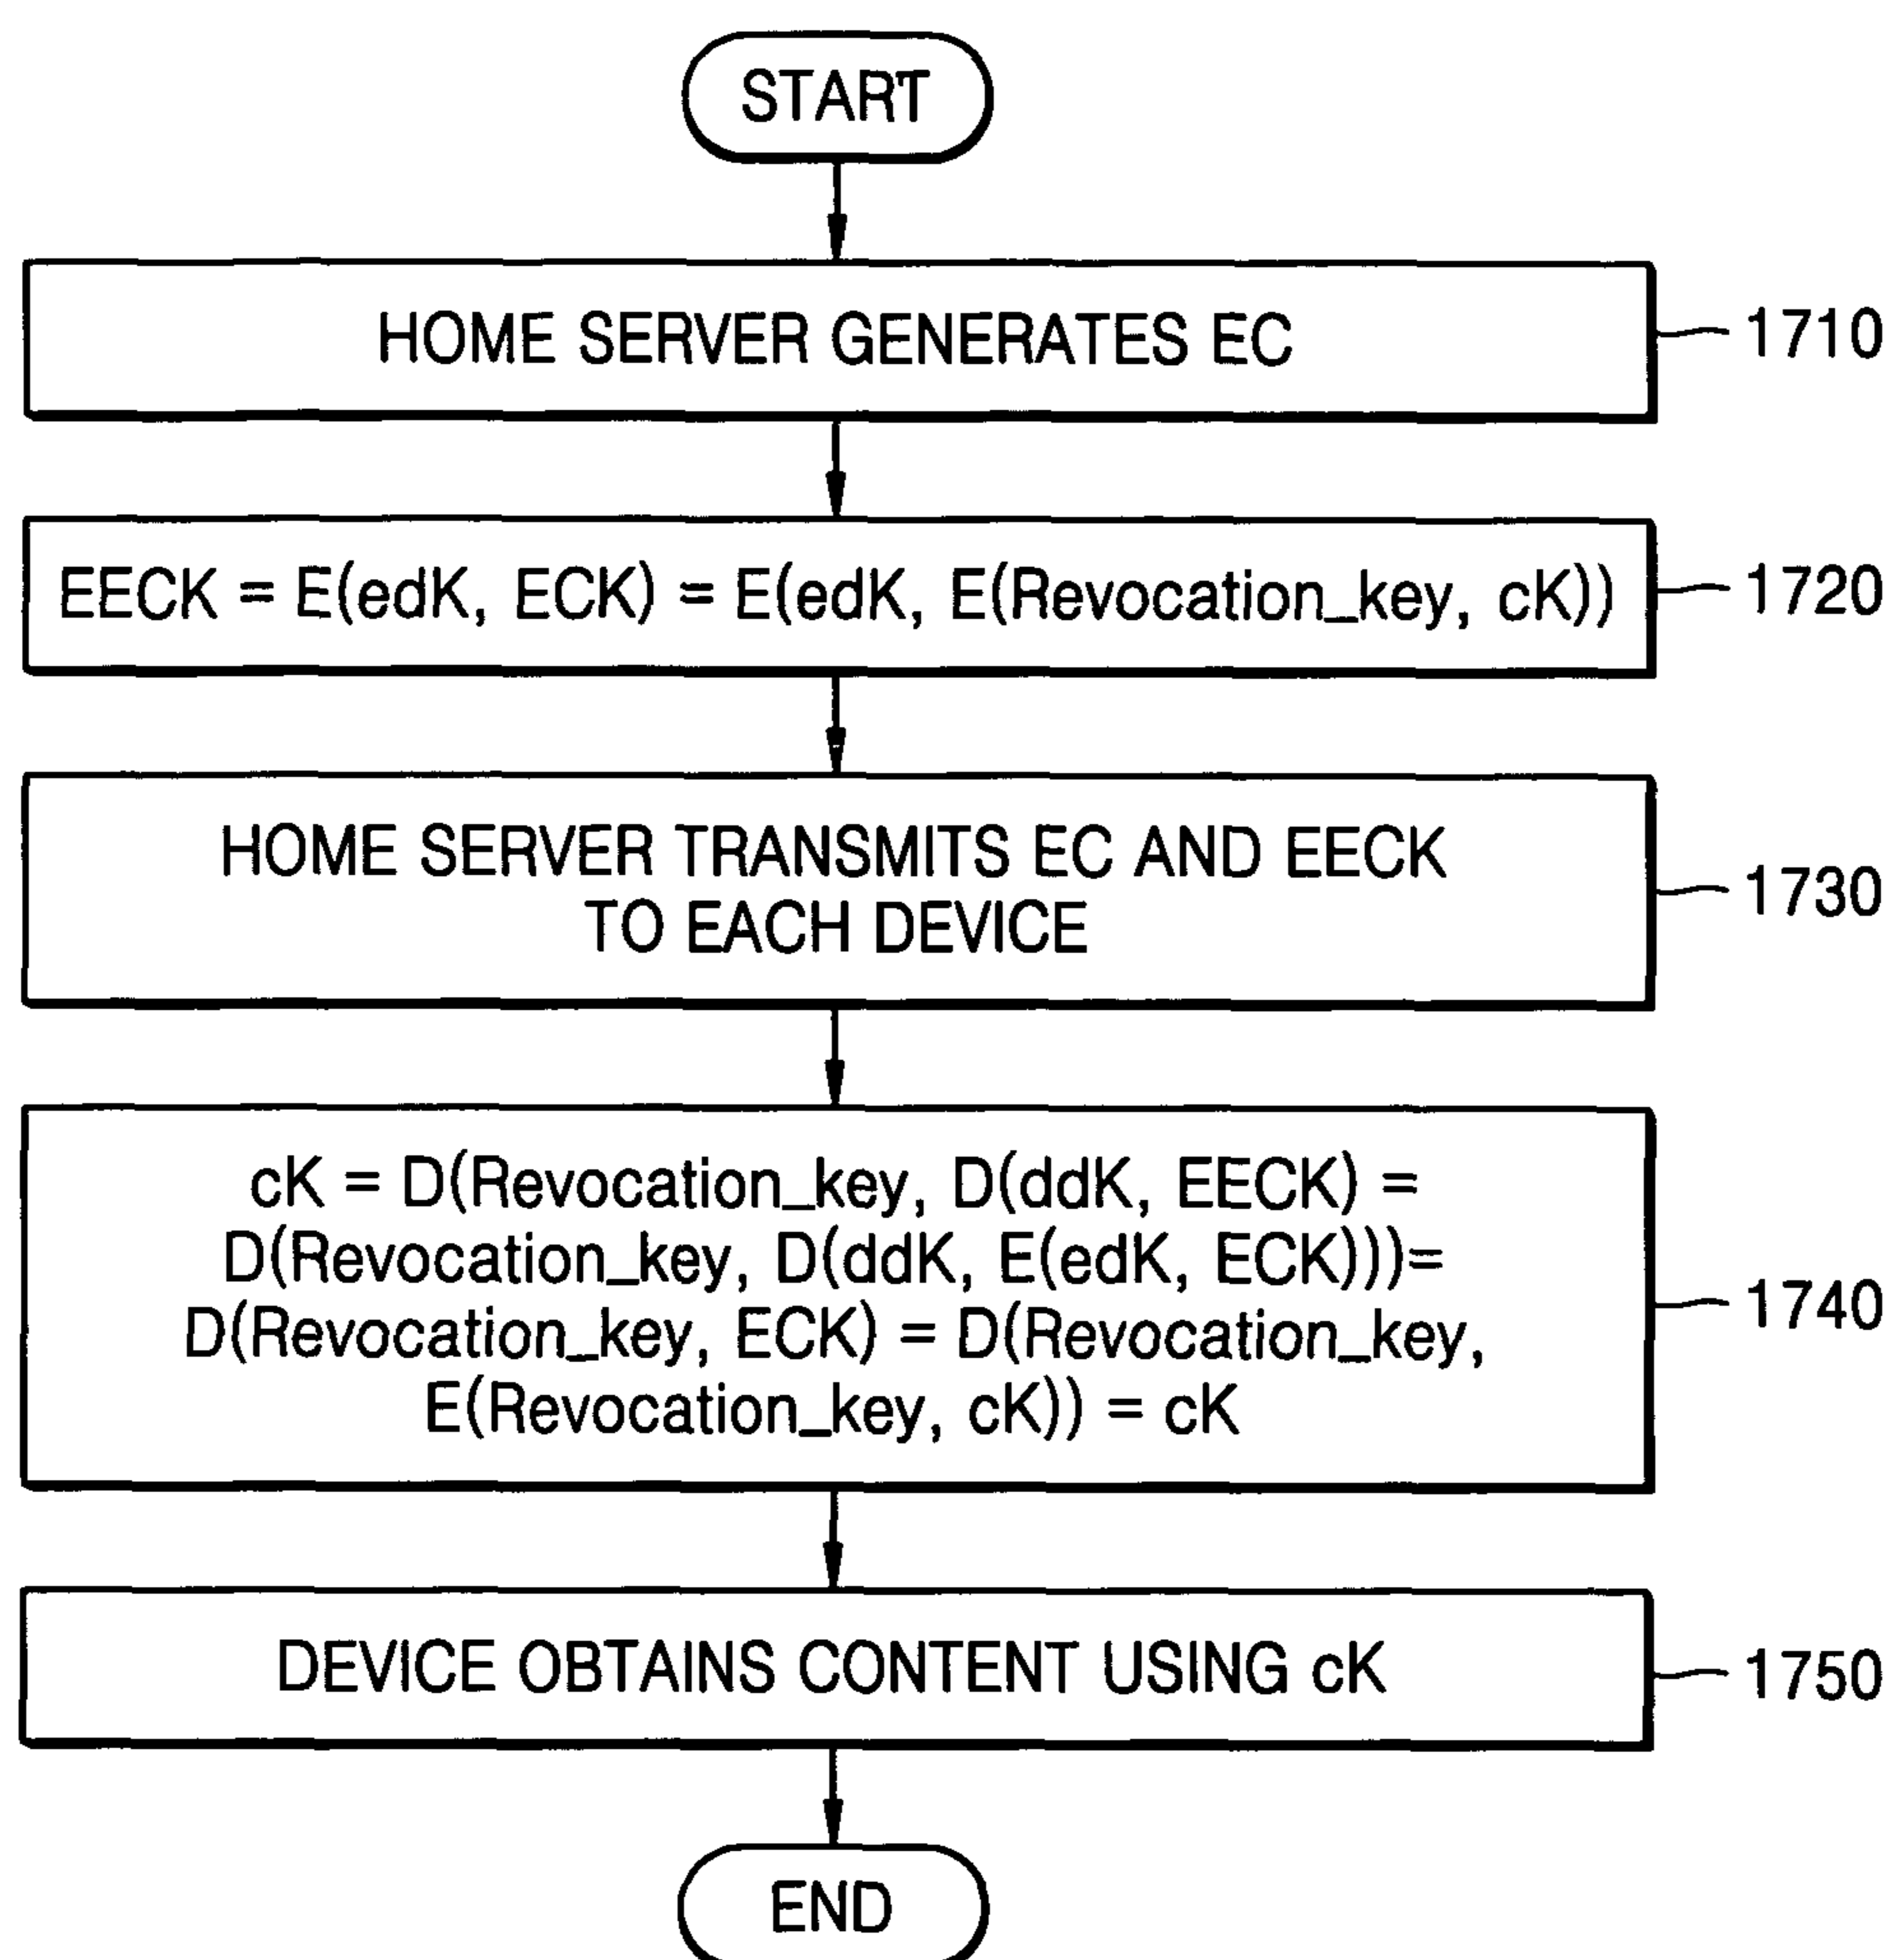 START
HOME SERVER GENERATES EC
1710
EECK = E(edK, ECK) = E(edK, E(Revocation_key, cK))
1720
HOME SERVER TRANSMITS EC AND EECK
TO EACH DEVICE
1730
cK = D(Revocation_key, D(ddK, EECK) =
D(Revocation_key, D(ddK, E(edK, ECK)))=
D(Revocation_key, ECK) = D(Revocation_key,
E(Revocation_key, cK)) = cK
1740
DEVICE OBTAINS CONTENT USING cK
1750
END